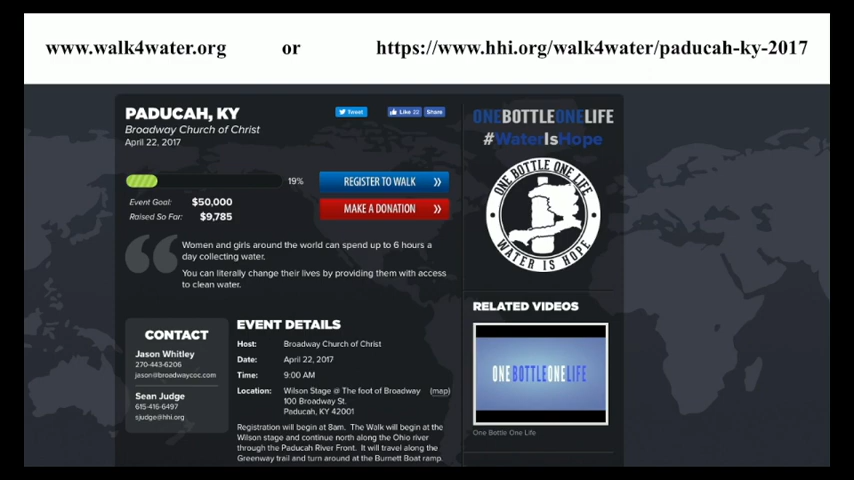 www.walk4water.org or https://www.hhi.org/walk4water/paducah-ky-2017
PADUCAH, KY
Broadway Church of Christ
April 22, 2017
Tweet Like 22 Share
19%
REGISTER TO WALK »
MAKE A DONATION »
Event Goal: $50,000
Raised So Far: $9,785
Women and girls around the world can spend up to 6 hours a
day collecting water.
You can literally change their lives by providing them with access
to clean water.
CONTACT
Jason Whitley
270-443-6206
jason@broadwaycoc.com
Sean Judge
615-416-6497
sjudge@hhi.org
EVENT DETAILS
Host: Broadway Church of Christ
Date: April 22, 2017
Time: 9:00 AM
Location: Wilson Stage @ The foot of Broadway (map)
100 Broadway St.
Paducah, KY 42001
Registration will begin at 8am. The Walk will begin at the
Wilson stage and continue north along the Ohio river
through the Paducah River Front. It will travel along the
Greenway trail and turn around at the Burnett Boat ramp.
ONEBOTTLEONELIFE
#WaterIsHope
ONE BOTTLE ONE LIFE
WATER IS HOPE
RELATED VIDEOS
ONEBOTTLEONELIFE
One Bottle One Life